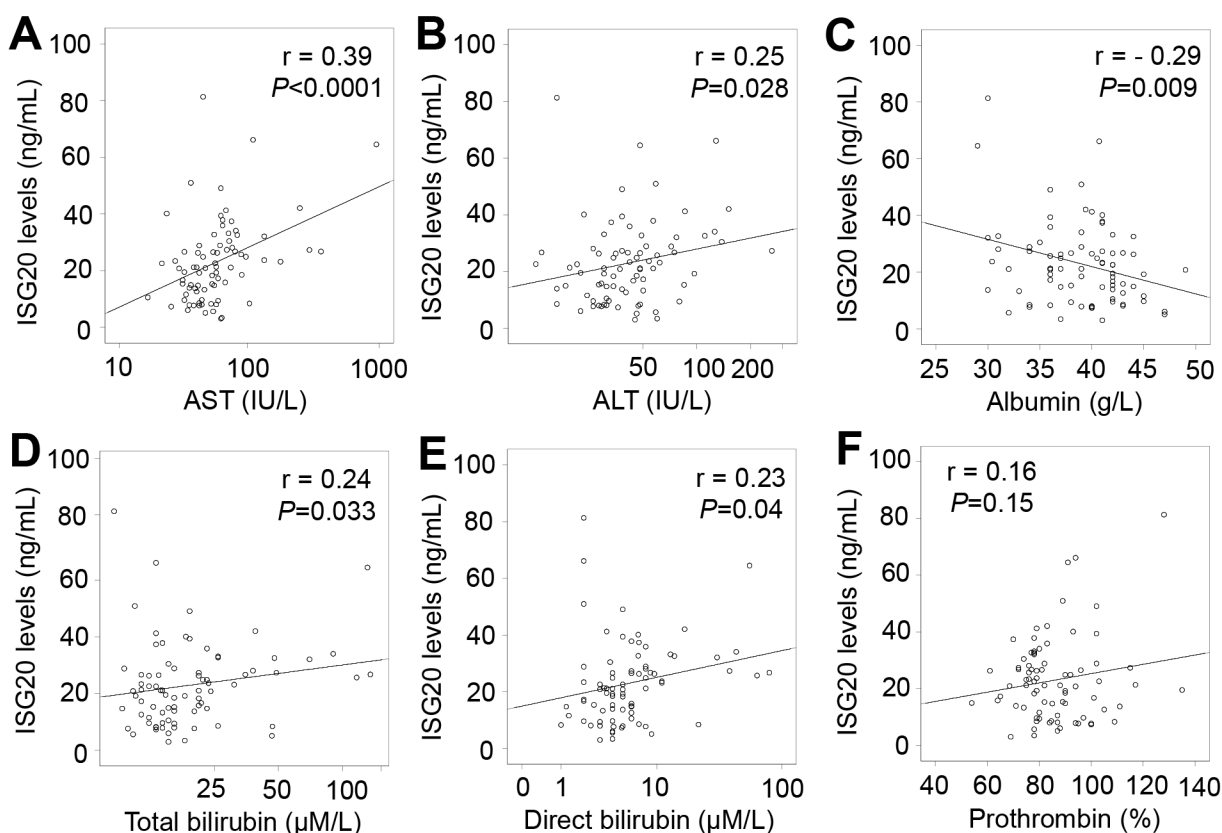 A
ISG20 levels (ng/mL)
100
80
60
40
20
0
r = 0.39
P<0.0001
10
100
1000
AST (IU/L)
B
ISG20 levels (ng/mL)
100
80
60
40
20
0
r = 0.25
P=0.028
50
100
200
ALT (IU/L)
C
ISG20 levels (ng/mL)
100
80
60
40
20
0
r = - 0.29
P=0.009
25
30
35
40
45
50
Albumin (g/L)
D
ISG20 levels (ng/mL)
100
80
60
40
20
0
r = 0.24
P=0.033
25
50
100
Total bilirubin (µM/L)
E
ISG20 levels (ng/mL)
100
80
60
40
20
0
r = 0.23
P=0.04
0
1
10
100
Direct bilirubin (µM/L)
F
ISG20 levels (ng/mL)
100
80
60
40
20
0
r = 0.16
P=0.15
40
60
80
100
120
140
Prothrombin (%)